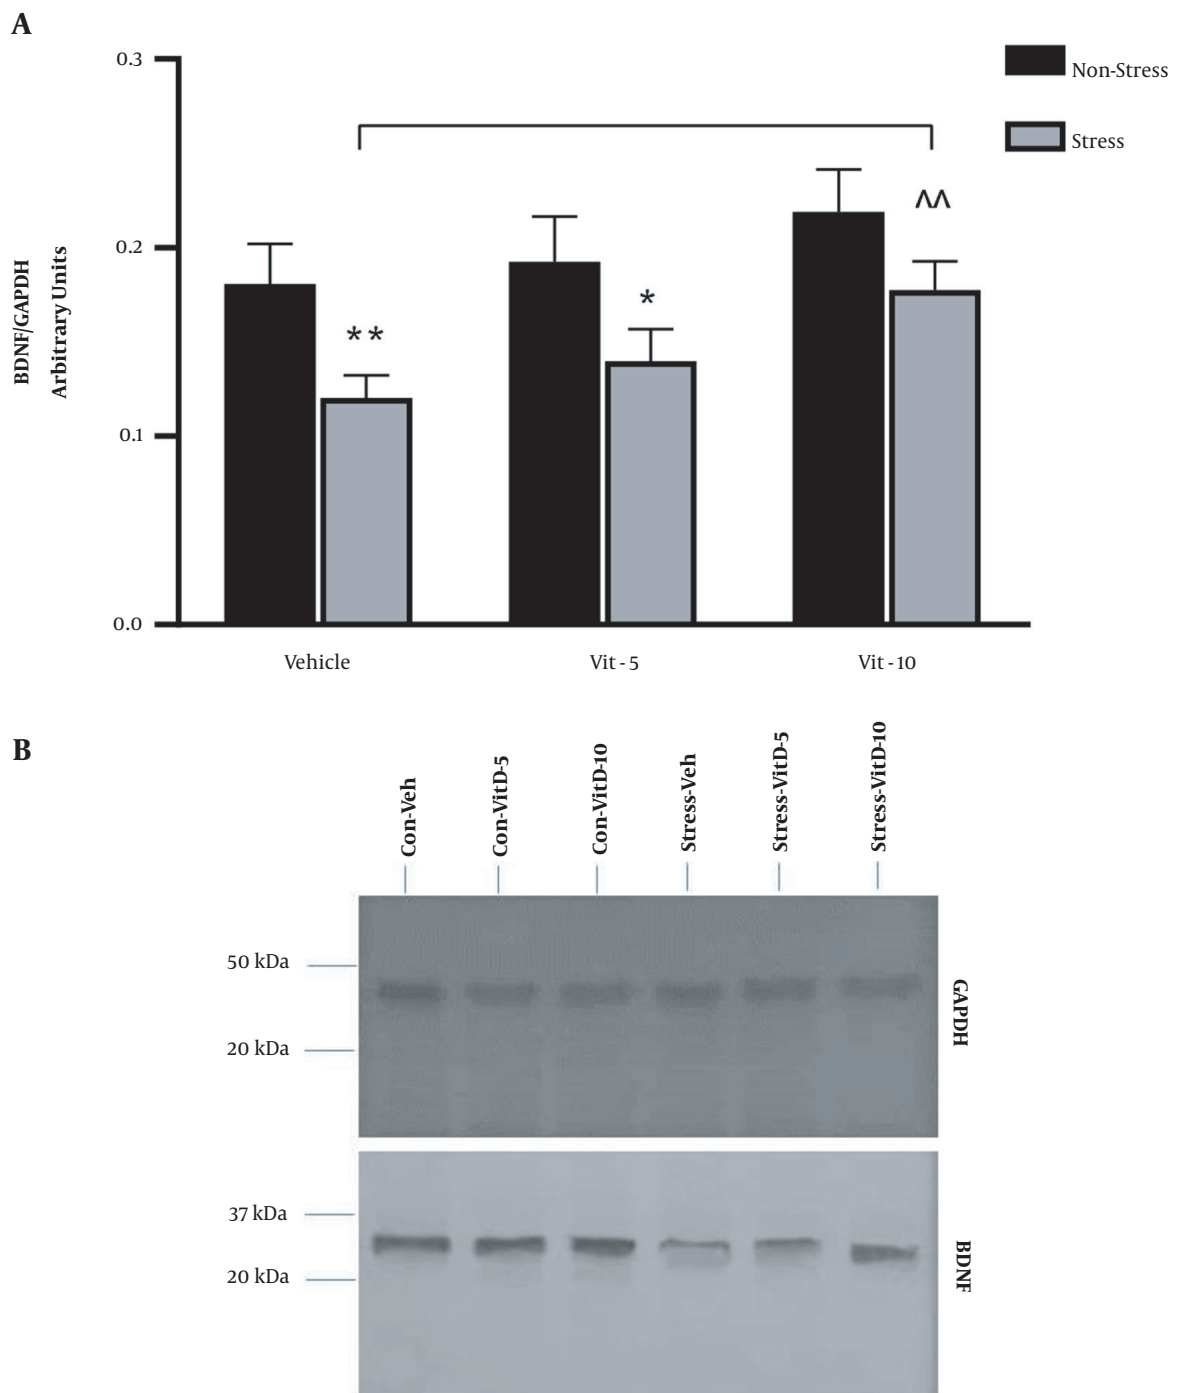 A
0.3
0.2
0.1
0.0
BDNF/GAPDH
Arbitrary Units
Non-Stress
Stress
**
*
^^
Vehicle
Vit - 5
Vit - 10
B
Con-Veh
Con-VitD-5
Con-VitD-10
Stress-Veh
Stress-VitD-5
Stress-VitD-10
50 kDa
20 kDa
GAPDH
37 kDa
20 kDa
BDNF